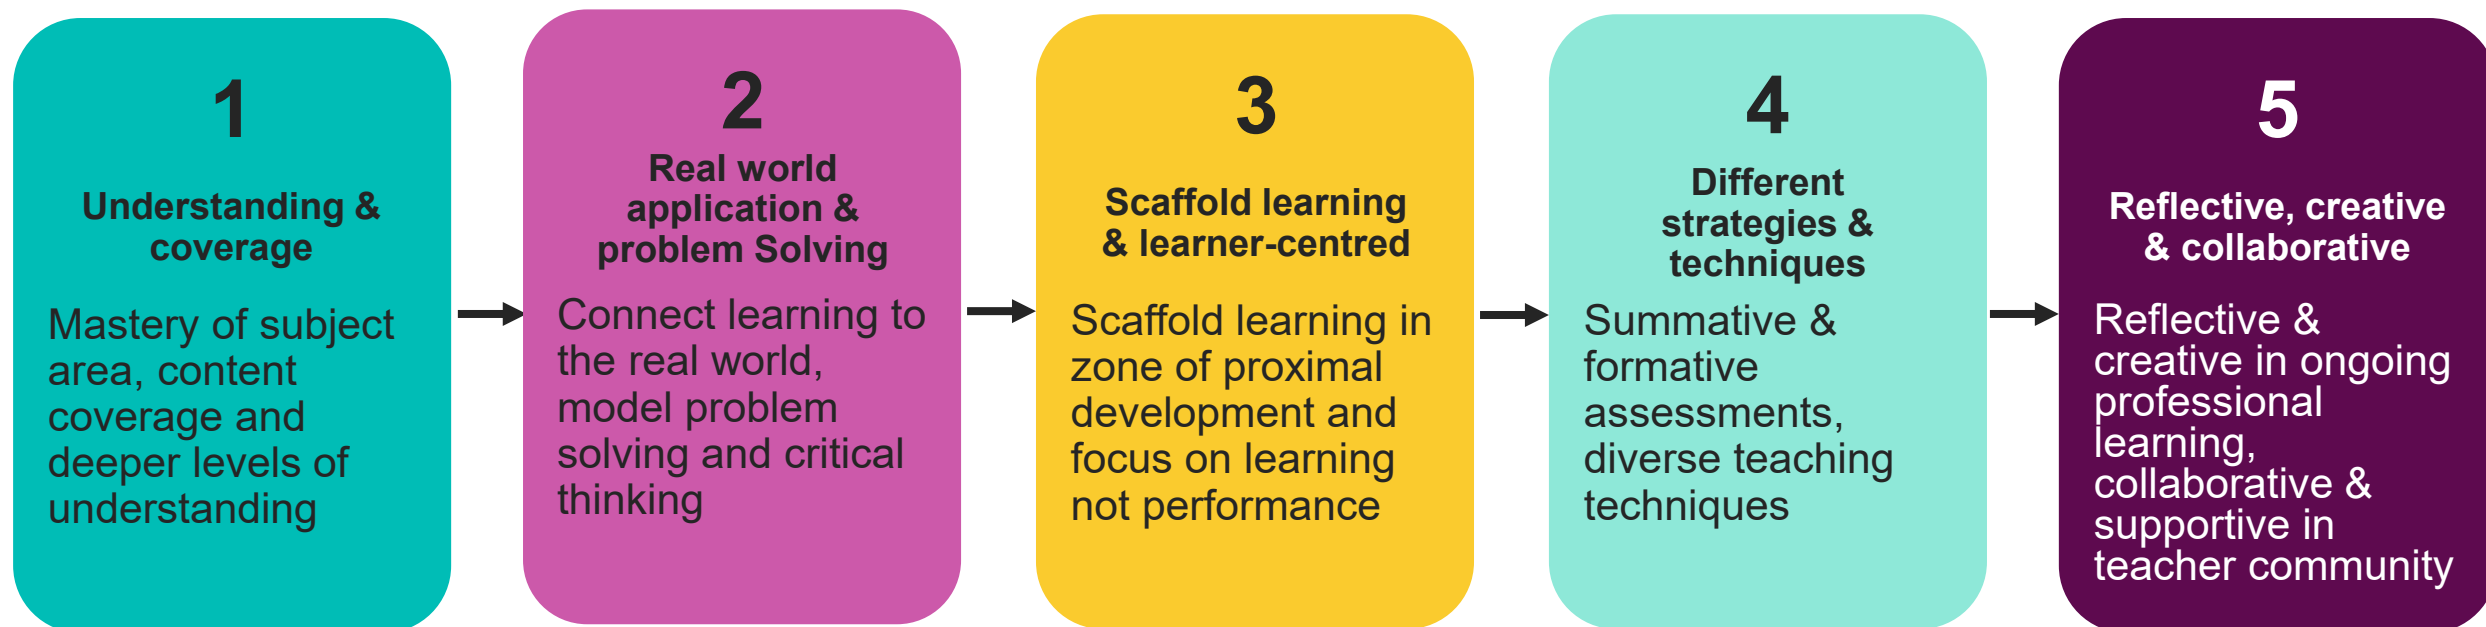 1
Understanding &
coverage
Mastery of subject
area, content
coverage and
deeper levels of
understanding
2
Real world
application &
problem Solving
Connect learning to
the real world,
model problem
solving and critical
thinking
3
Scaffold learning
& learner-centred
Scaffold learning in
zone of proximal
development and
focus on learning
not performance
4
Different
strategies &
techniques
Summative &
formative
assessments,
diverse teaching
techniques
5
Reflective, creative
& collaborative
Reflective &
creative in ongoing
professional
learning,
collaborative &
supportive in
teacher community